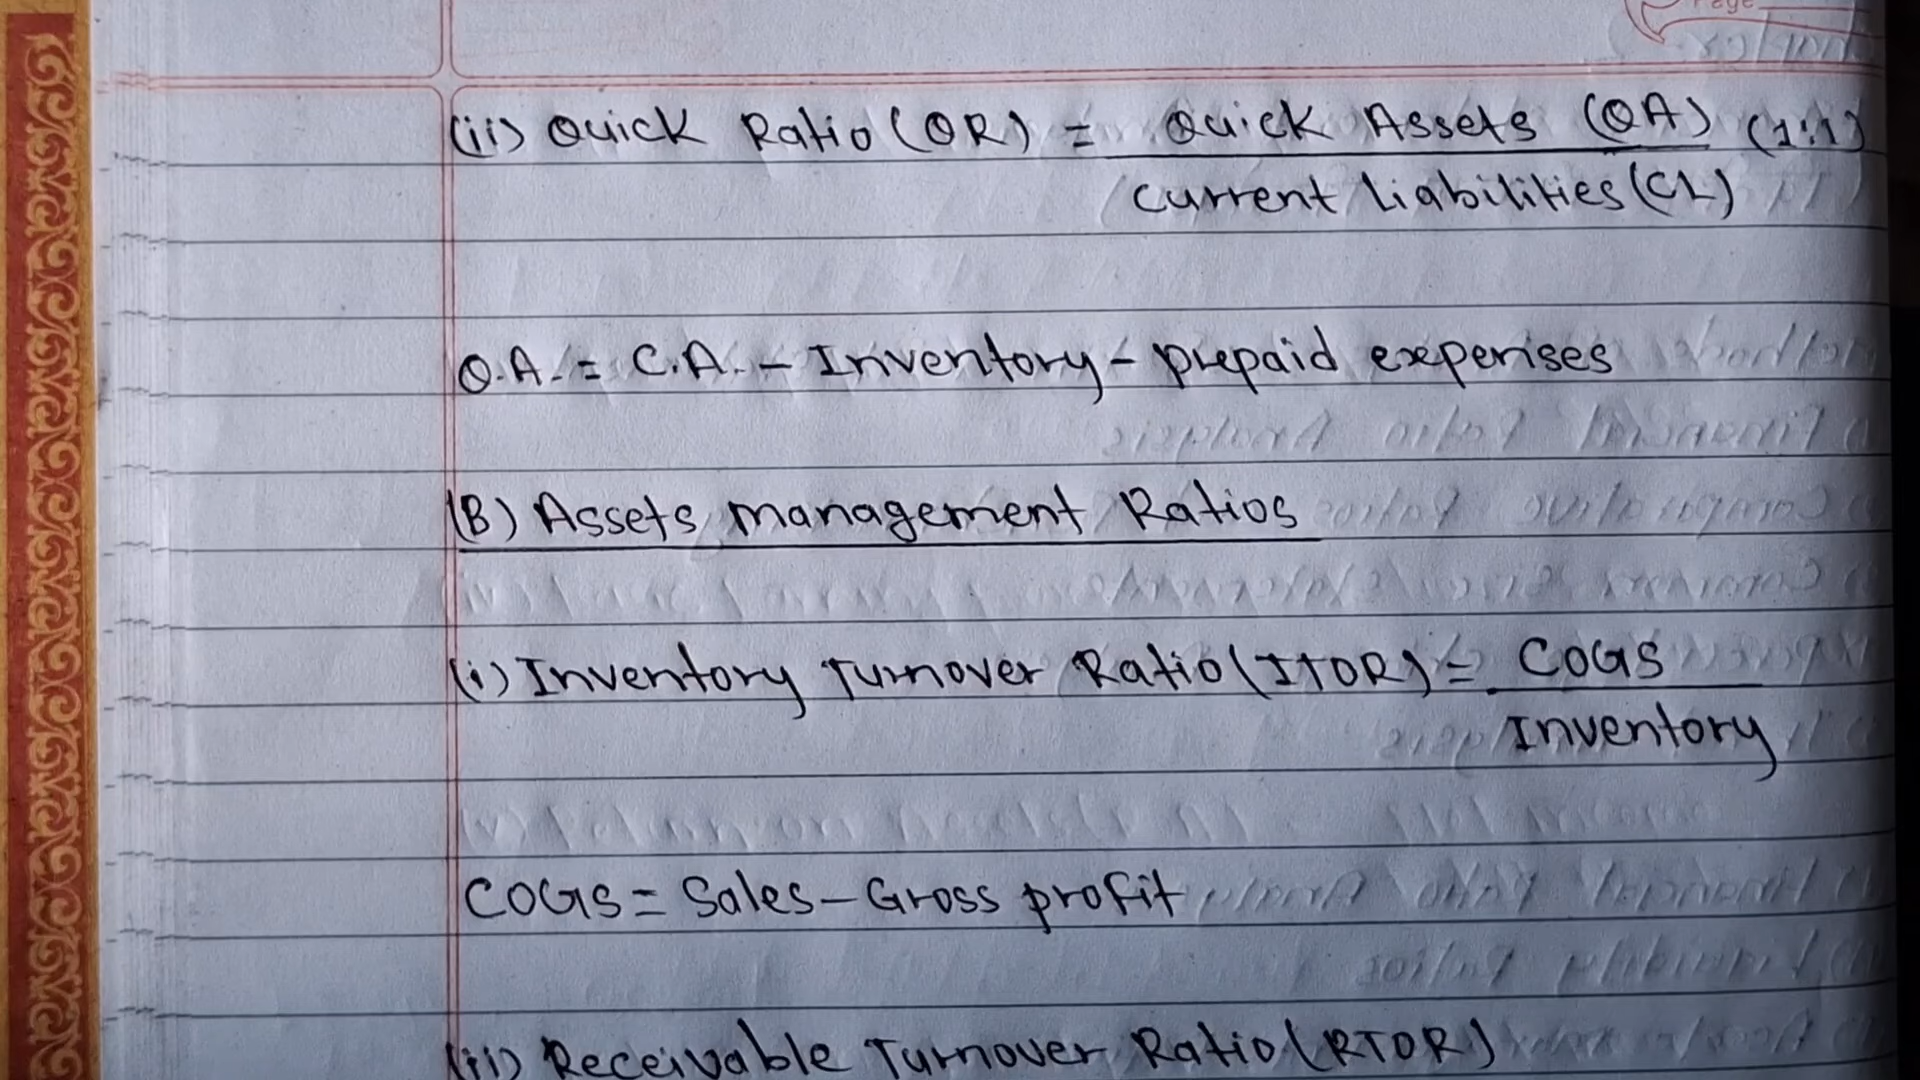 Page
(ii) Quick Ratio (QR) = Quick Assets (QA) (1:1)
Current Liabilities (CL)
Q.A. = C.A. - Inventory - prepaid expenses
(B) Assets management Ratios
(i) Inventory Turnover Ratio (ITOR) = COGS
Inventory
COGS = Sales - Gross profit
(ii) Receivable Turnover Ratio (RTOR)